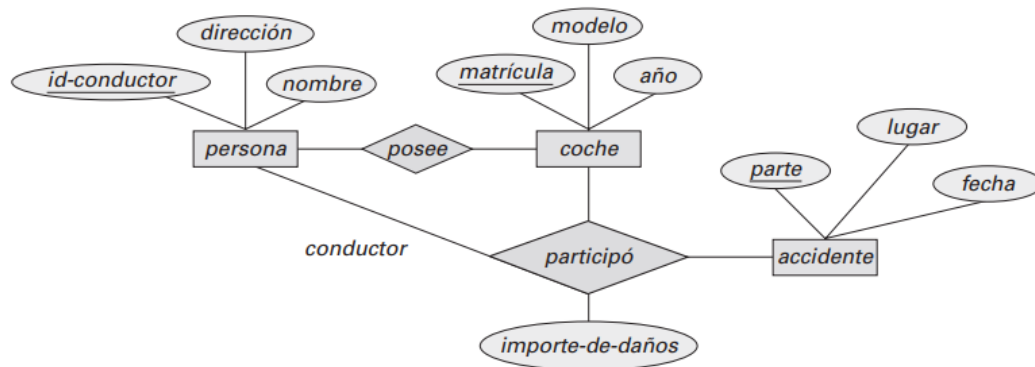 dirección
modelo
id-conductor
nombre
matrícula
año
persona
posee
coche
lugar
parte
fecha
conductor
participó
accidente
importe-de-daños